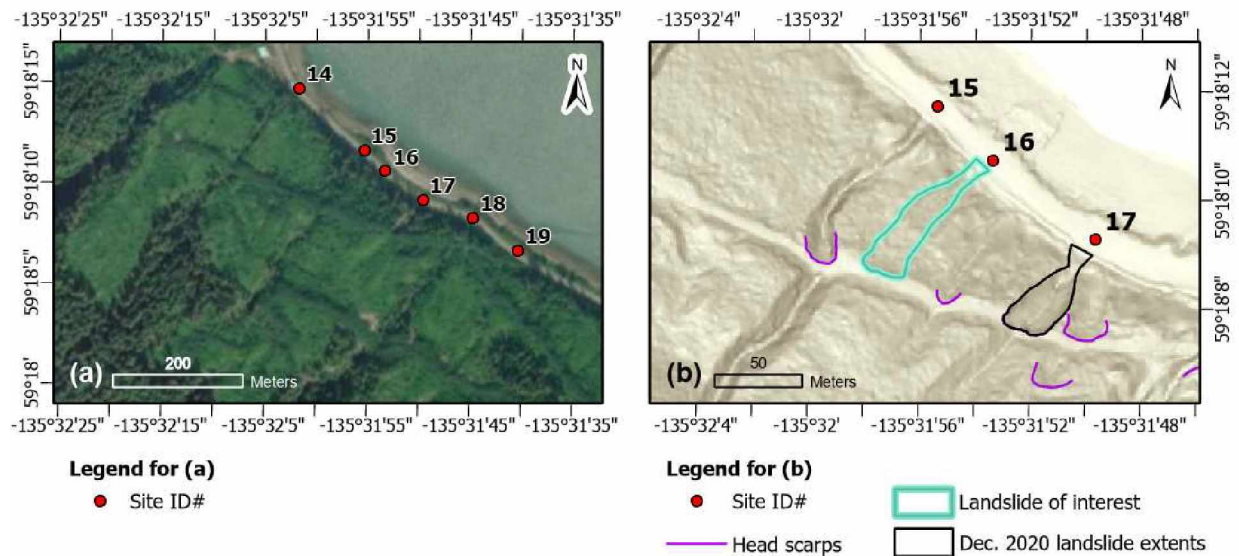 -135°32'25" -135°32'15" -135°32'5" -135°31'55" -135°31'45" -135°31'35"
59°18'15"
59°18'10"
59°18'5"
59°18'
N
14
15
16
17
18
19
(a)
200
Meters
-135°32'25" -135°32'15" -135°32'5" -135°31'55" -135°31'45" -135°31'35"
Legend for (a)
Site ID#
-135°32'4" -135°32' -135°31'56" -135°31'52" -135°31'48"
59°18'12"
59°18'10"
59°18'8"
N
15
16
17
(b)
50
Meters
-135°32'4" -135°32' -135°31'56" -135°31'52" -135°31'48"
Legend for (b)
Site ID#
Head scarps
Landslide of interest
Dec. 2020 landslide extents